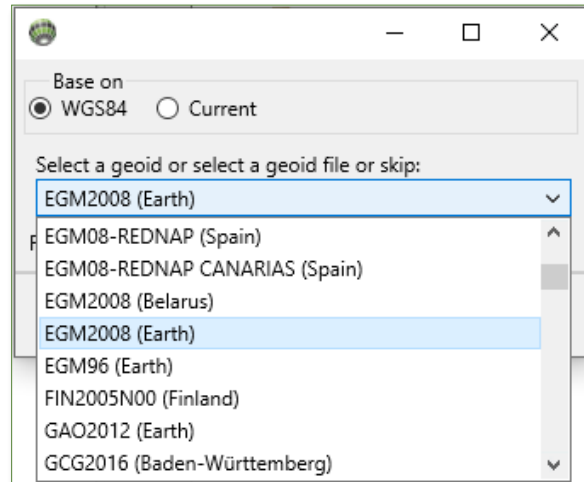 Base on
WGS84 Current
Select a geoid or select a geoid file or skip:
EGM2008 (Earth)
EGM08-REDNAP (Spain)
EGM08-REDNAP CANARIAS (Spain)
EGM2008 (Belarus)
EGM2008 (Earth)
EGM96 (Earth)
FIN2005N00 (Finland)
GAO2012 (Earth)
GCG2016 (Baden-Württemberg)